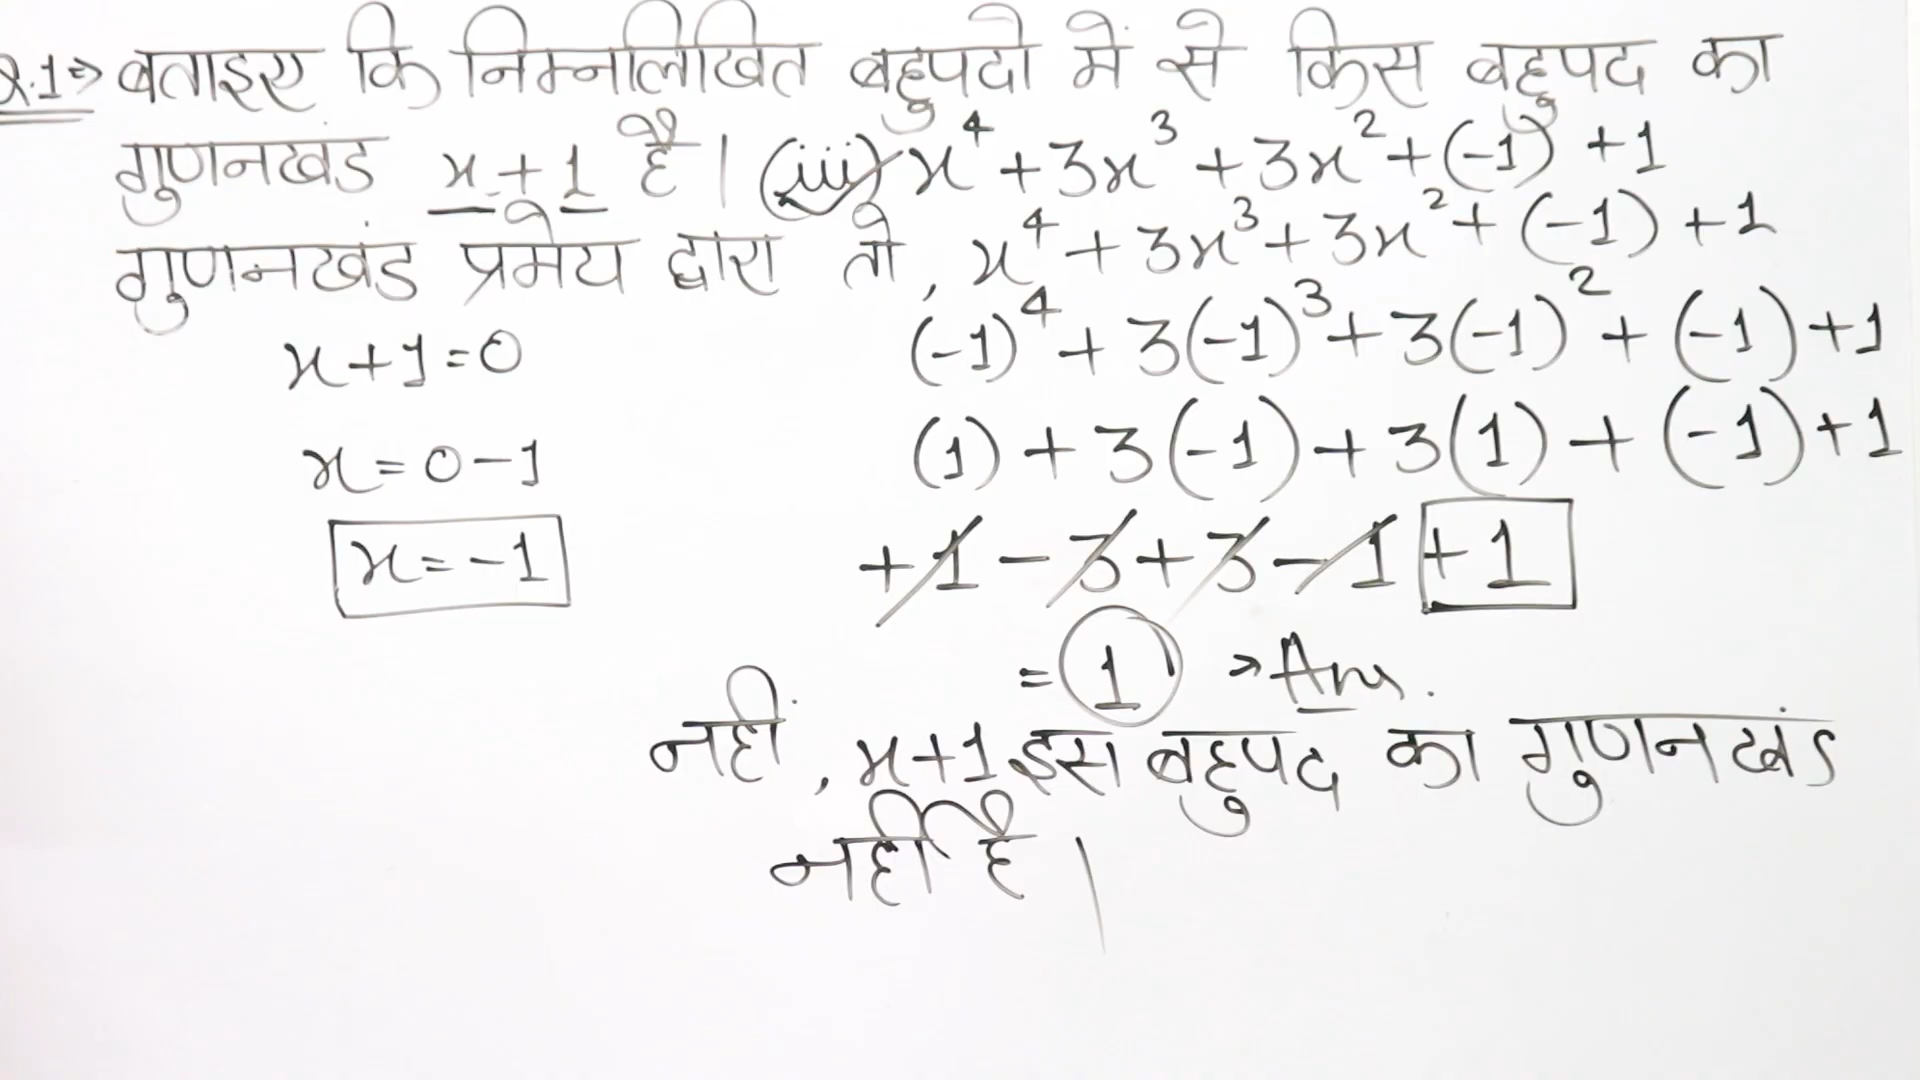 Q.1⇒ बताइए कि निम्नलिखित बहुपदो में से किस बहुपद का
गुणनखंड x+1 है। (iii) x⁴+3x³+3x²+(-1)+1
गुणनखंड प्रमेय द्वारा तो, x⁴+3x³+3x²+(-1)+1
x+1=0
(-1)⁴+3(-1)³+3(-1)²+(-1)+1
x=0-1
(1)+3(-1)+3(1)+(-1)+1
x=-1
+1-3+3-1+1
=1 ⇒Ans.
नहीं, x+1 इस बहुपद का गुणनखंड
नहीं है।